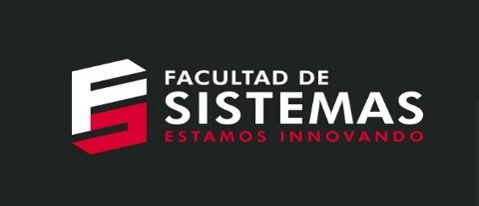 FACULTAD DE
SISTEMAS
ESTAMOS INNOVANDO